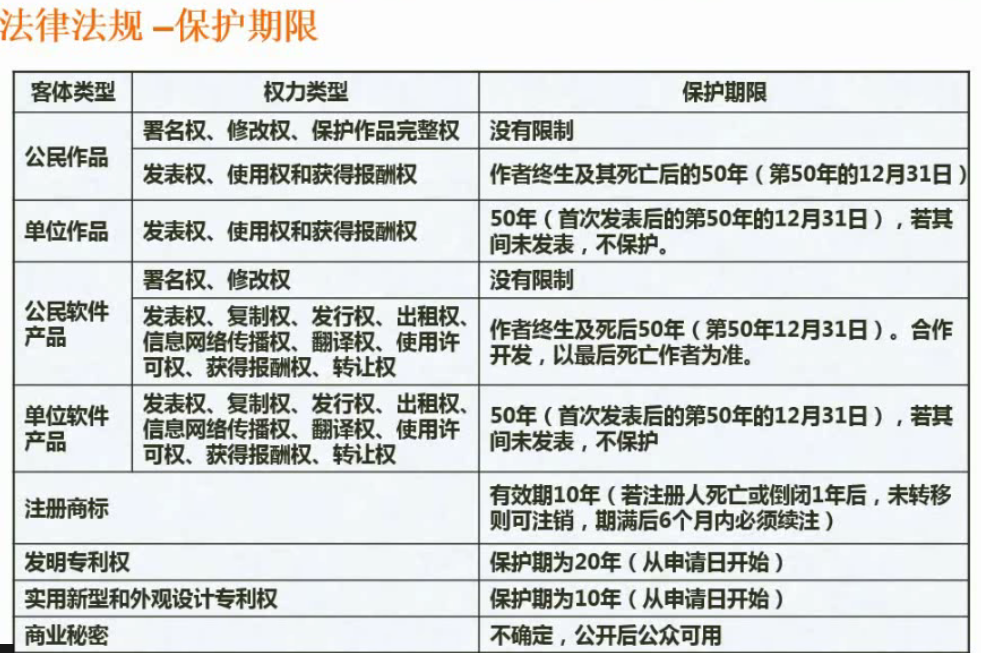 法律法规 –保护期限
客体类型 权力类型 保护期限
公民作品
署名权、修改权、保护作品完整权 没有限制
发表权、使用权和获得报酬权 作者终生及其死亡后的50年（第50年的12月31日）
单位作品 发表权、使用权和获得报酬权
50年（首次发表后的第50年的12月31日），若其
间未发表，不保护。
公民软件
产品
署名权、修改权 没有限制
发表权、复制权、发行权、出租权、
信息网络传播权、翻译权、使用许
可权、获得报酬权、转让权
作者终生及死后50年（第50年12月31日）。合作
开发，以最后死亡作者为准。
单位软件
产品
发表权、复制权、发行权、出租权、
信息网络传播权、翻译权、使用许
可权、获得报酬权、转让权
50年（首次发表后的第50年的12月31日），若其
间未发表，不保护
注册商标
有效期10年（若注册人死亡或倒闭1年后，未转移
则可注销，期满后6个月内必须续注）
发明专利权 保护期为20年（从申请日开始）
实用新型和外观设计专利权 保护期为10年（从申请日开始）
商业秘密 不确定，公开后公众可用